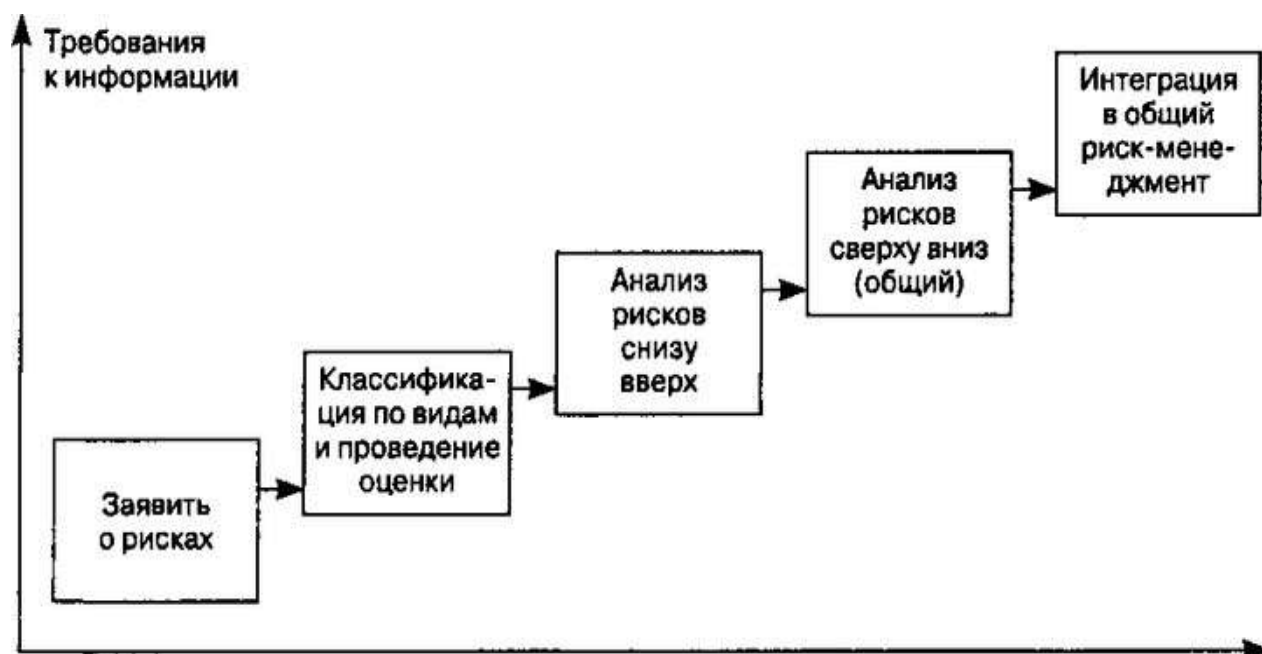 Требования
к информации
Заявить
о рисках
Классифика-
ция по видам
и проведение
оценки
Анализ
рисков
снизу
вверх
Анализ
рисков
сверху вниз
(общий)
Интеграция
в общий
риск-мене-
джмент